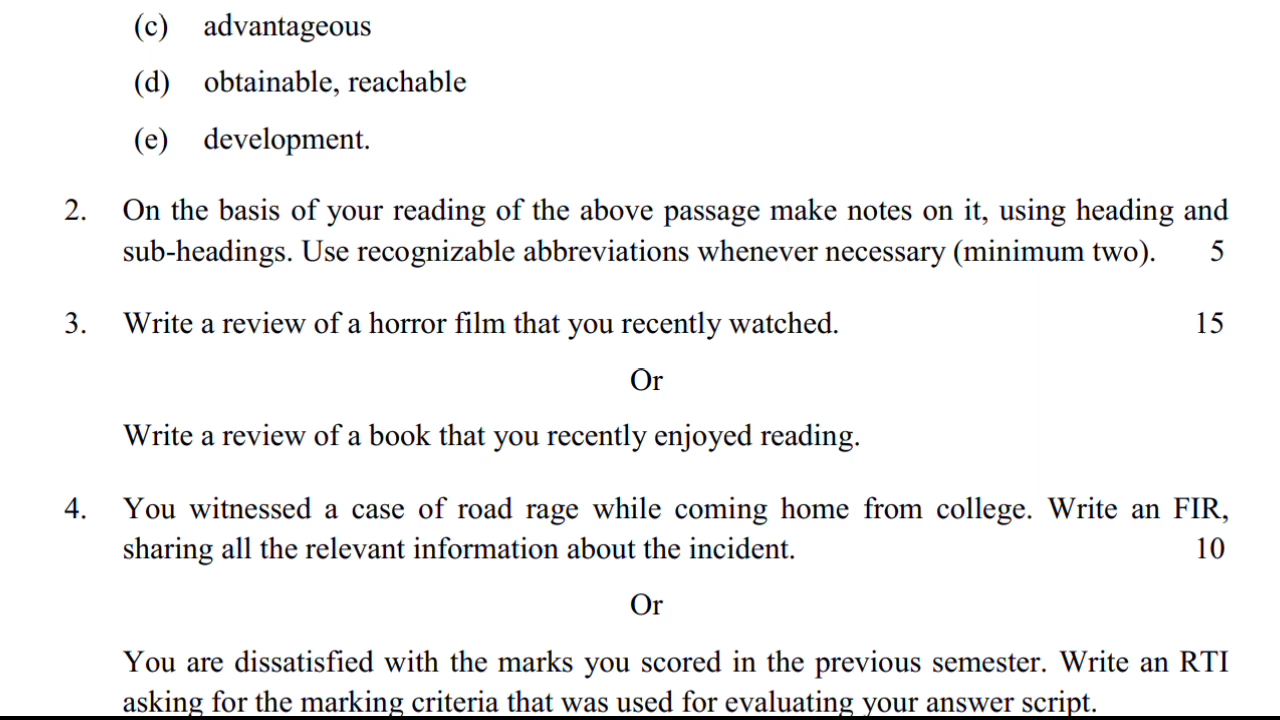 (c) advantageous
(d) obtainable, reachable
(e) development.
2. On the basis of your reading of the above passage make notes on it, using heading and
sub-headings. Use recognizable abbreviations whenever necessary (minimum two). 5
3. Write a review of a horror film that you recently watched. 15
Or
Write a review of a book that you recently enjoyed reading.
4. You witnessed a case of road rage while coming home from college. Write an FIR,
sharing all the relevant information about the incident. 10
Or
You are dissatisfied with the marks you scored in the previous semester. Write an RTI
asking for the marking criteria that was used for evaluating your answer script.